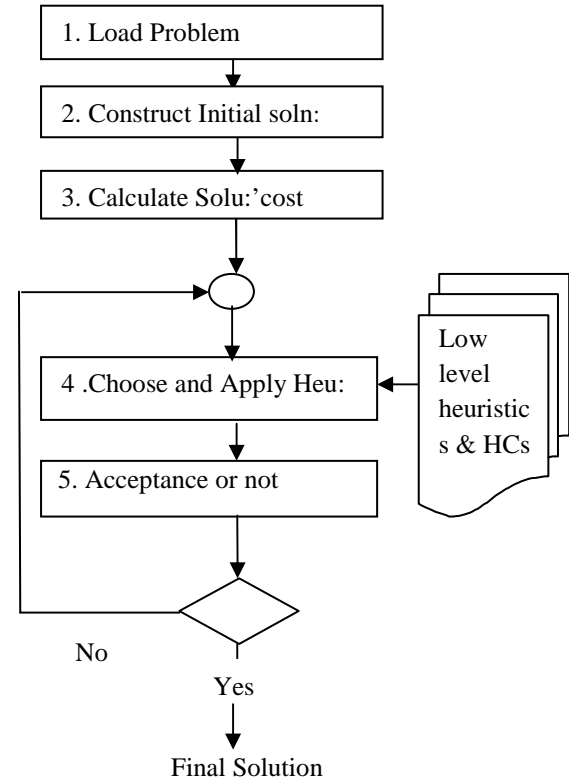 1. Load Problem
2. Construct Initial soln:
3. Calculate Solu:’cost
4 .Choose and Apply Heu:
Low
level
heuristic
s & HCs
5. Acceptance or not
No
Yes
Final Solution